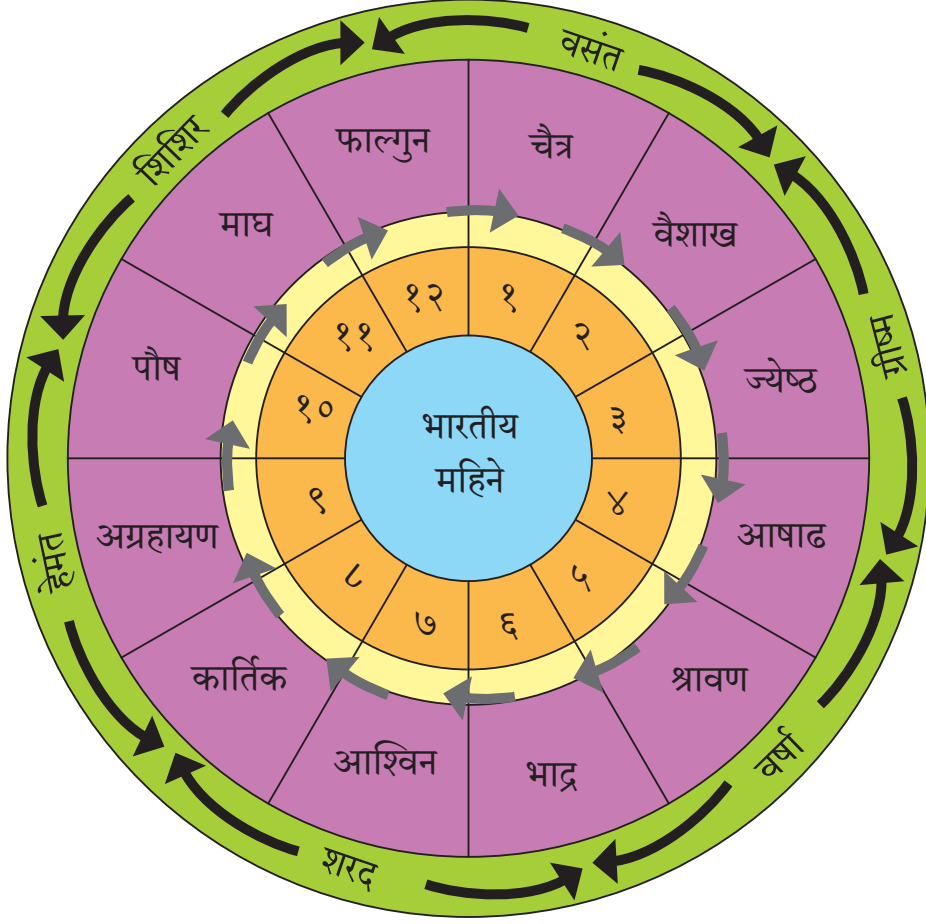 भारतीय
महिने
१
२
३
४
५
६
७
८
९
१०
११
१२
चैत्र
वैशाख
ज्येष्ठ
आषाढ
श्रावण
भाद्र
आश्विन
कार्तिक
अग्रहायण
पौष
माघ
फाल्गुन
वसंत
ग्रीष्म
वर्षा
शरद
हेमंत
शिशिर